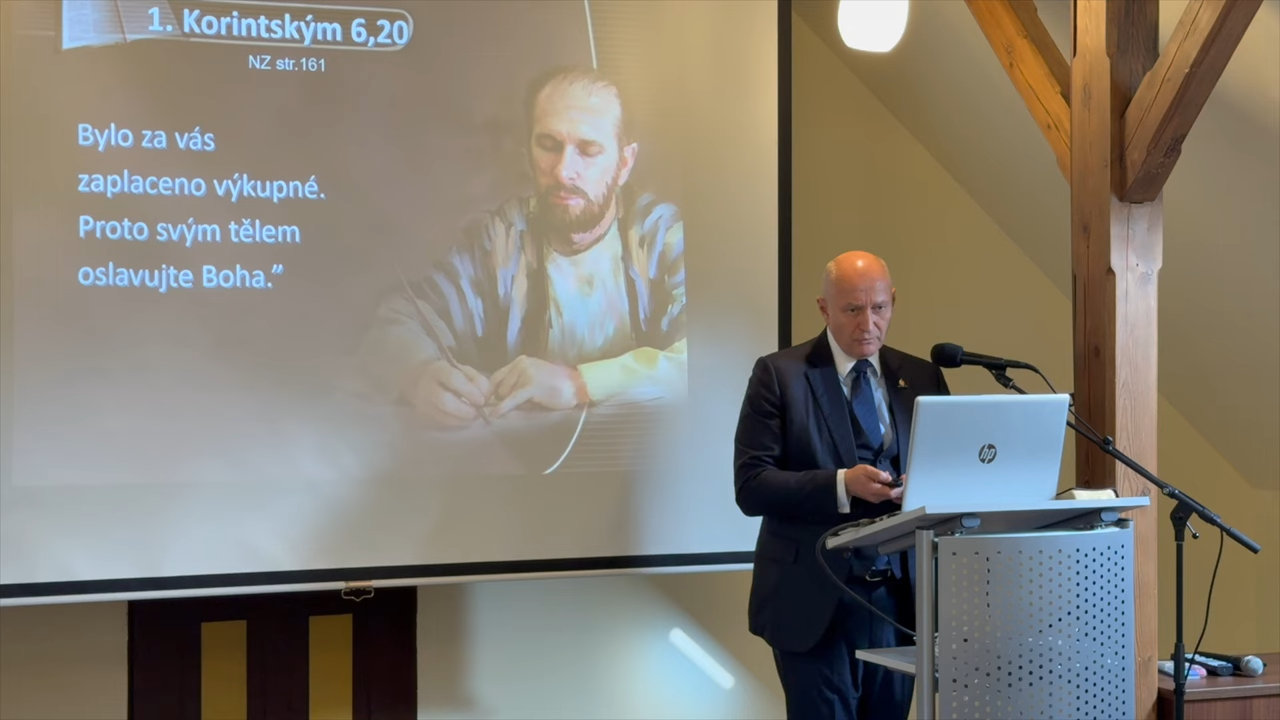 1. Korintským 6,20
NZ str.161
Bylo za vás
zaplaceno výkupné.
Proto svým tělem
oslavujte Boha.”
hp